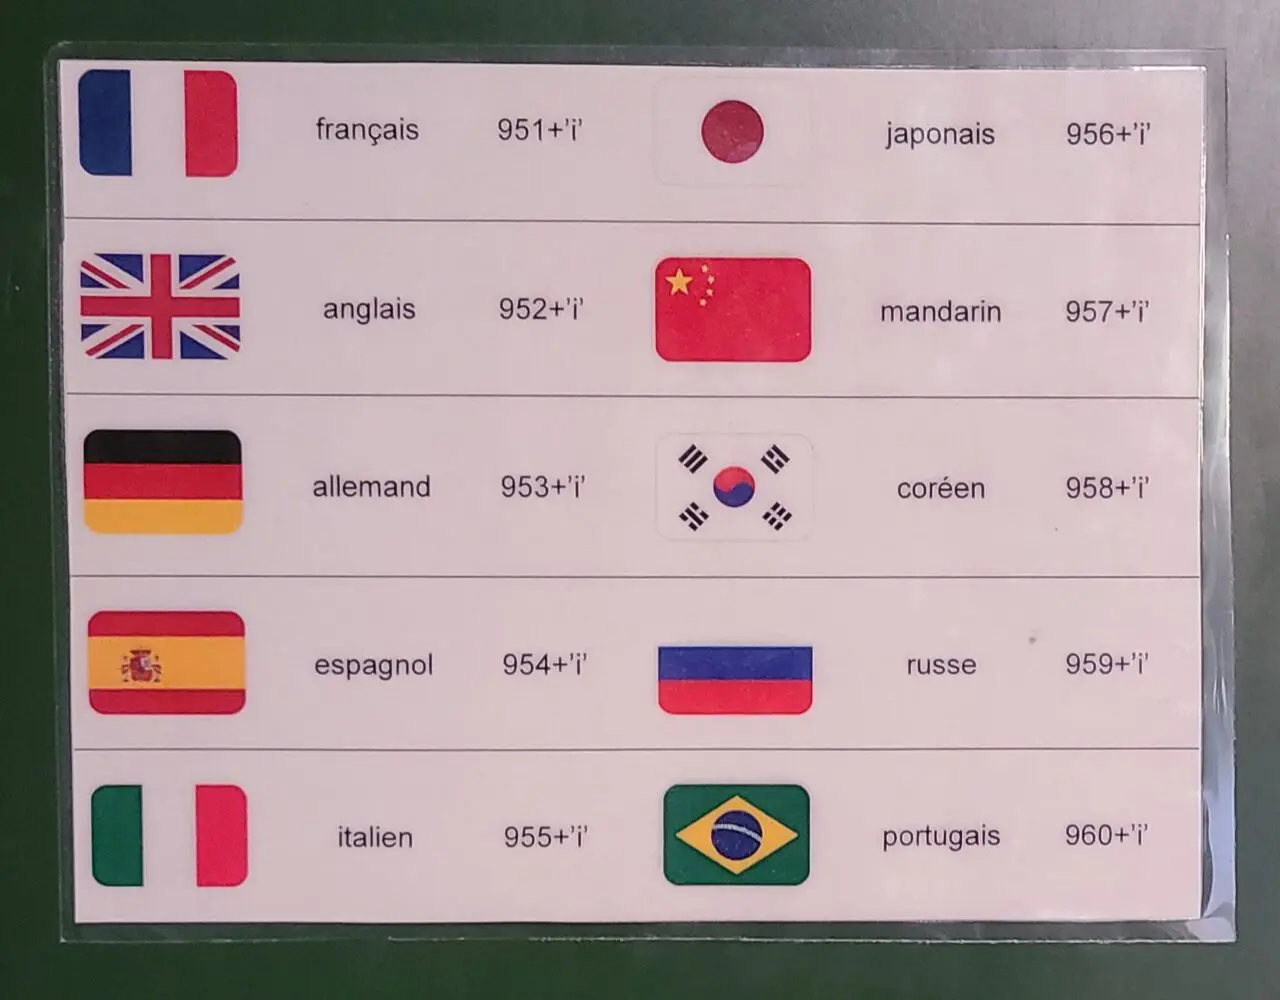 français 951+'i' japonais 956+'i'
anglais 952+'i' mandarin 957+'i'
allemand 953+'i' coréen 958+'i'
espagnol 954+'i' russe 959+'i'
italien 955+'i' portugais 960+'i'